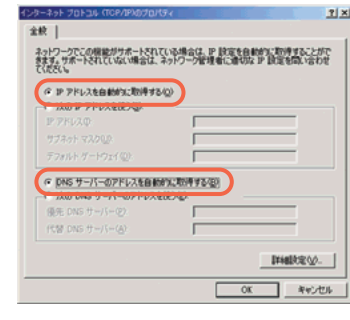 インターネット プロトコル (TCP/IP)のプロパティ
全般
ネットワークでこの機能がサポートされている場合は、IP 設定を自動的に取得することがで
きます。サポートされていない場合は、ネットワーク管理者に適切な IP 設定を問い合わせ
てください。
IP アドレスを自動的に取得する(O)
次の IP アドレスを使う(S):
IP アドレス(I):
サブネット マスク(U):
デフォルト ゲートウェイ(D):
DNS サーバーのアドレスを自動的に取得する(B)
次の DNS サーバーのアドレスを使う(E):
優先 DNS サーバー(P):
代替 DNS サーバー(A):
詳細設定(V)...
OK
キャンセル